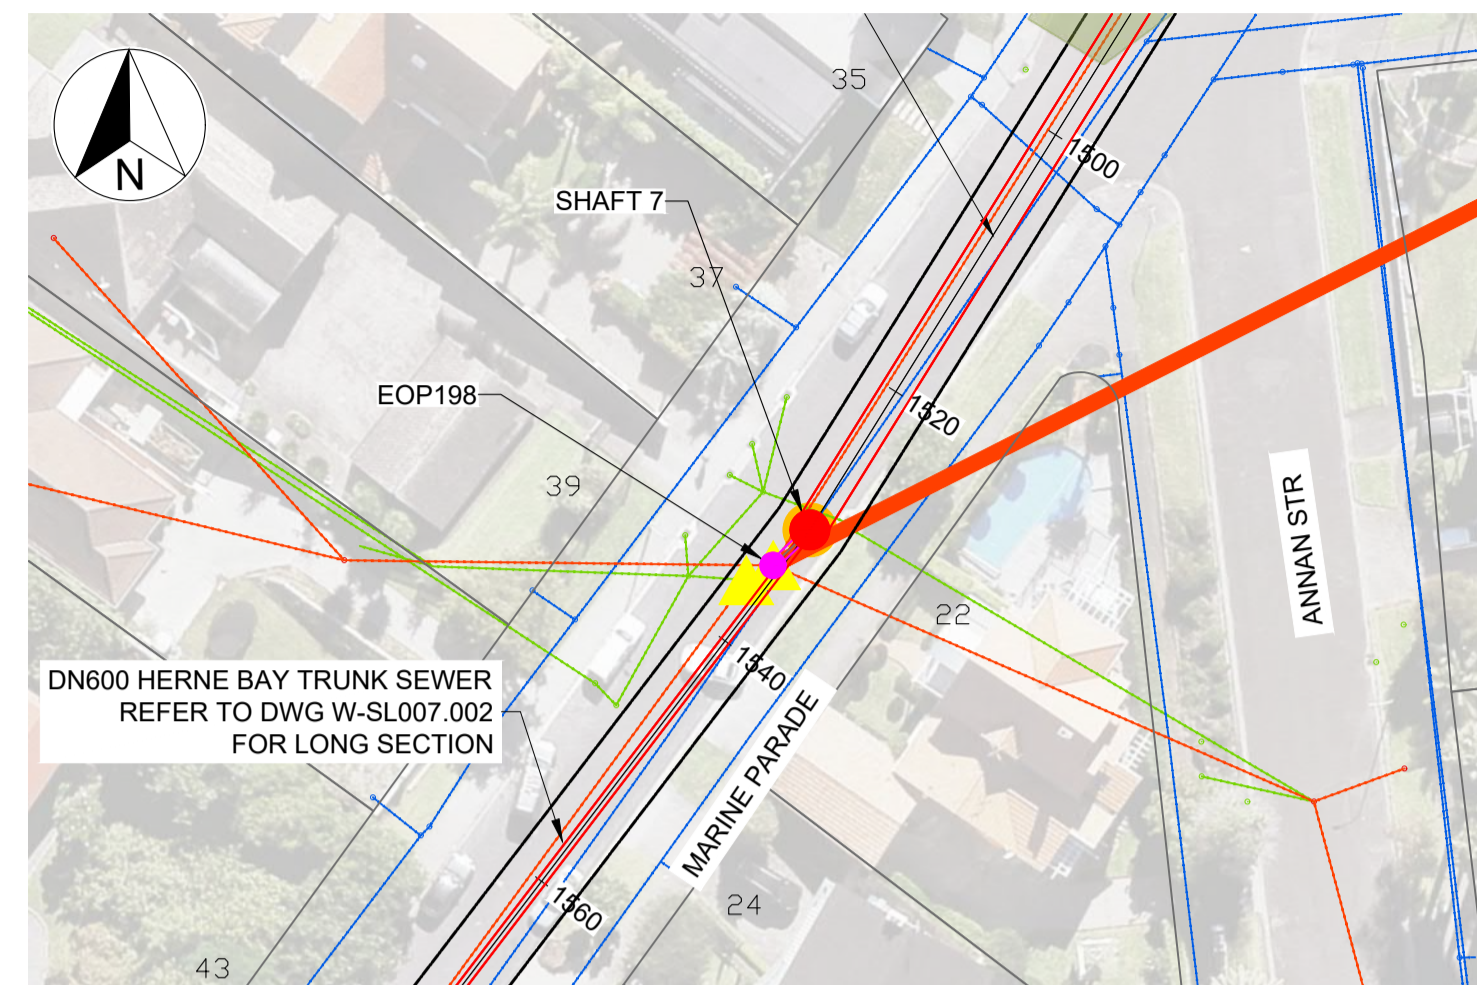 N
35
1500
SHAFT 7
37
EOP198
1520
39
ANNAN STR
22
DN600 HERNE BAY TRUNK SEWER
REFER TO DWG W-SL007.002
FOR LONG SECTION
1540
MARINE PARADE
1560
24
43